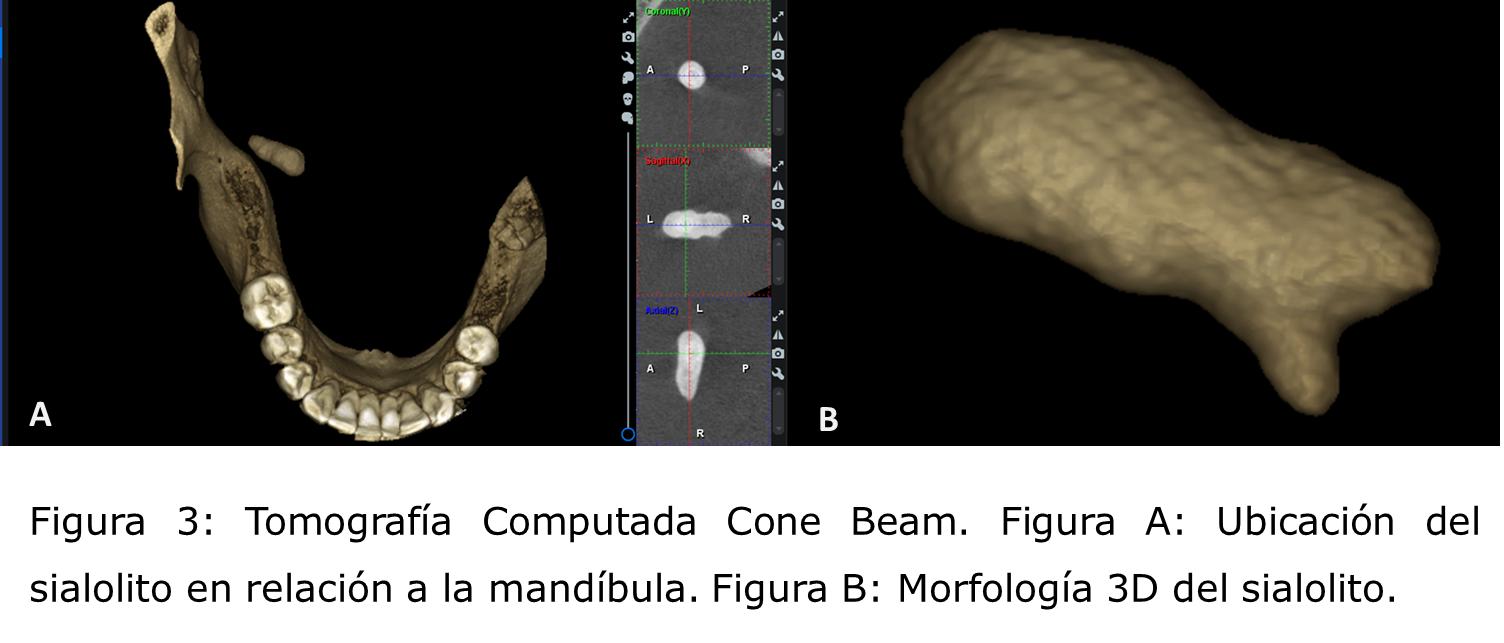 Coronal(Y)
A P
Sagittal(X)
L R
Axial(Z) L
A P
R
A
B
Figura 3: Tomografía Computada Cone Beam. Figura A: Ubicación del
sialolito en relación a la mandíbula. Figura B: Morfología 3D del sialolito.